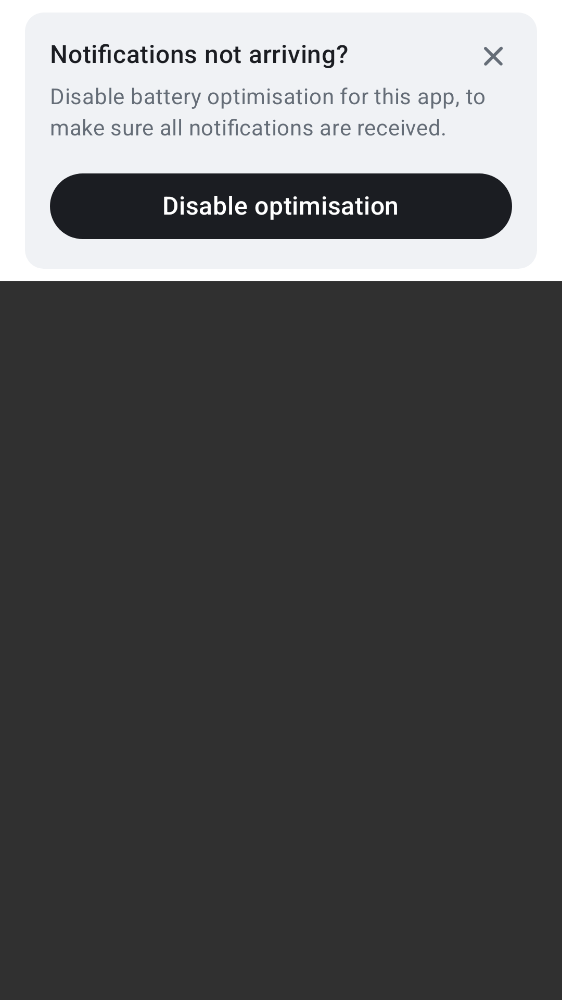 Notifications not arriving?
Disable battery optimisation for this app, to
make sure all notifications are received.
Disable optimisation